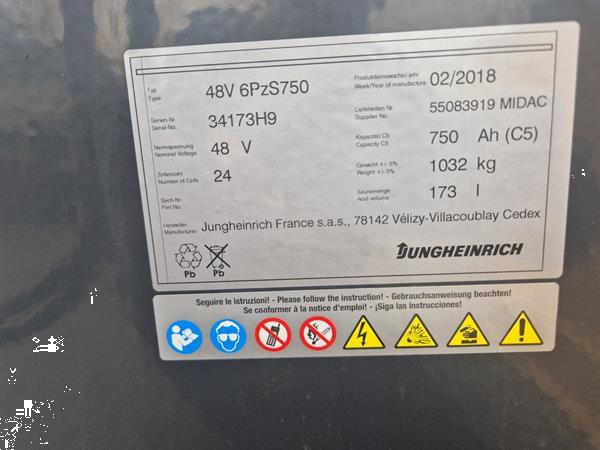 Typ
Type
48V 6PzS750
Produktionswoche/-jahr
Week/Year of manufacture
02/2018
Serien-Nr.
Serial-No.
34173H9
Lieferanten Nr.
Supplier No.
55083919 MIDAC
Nennspannung
Nominal Voltage
48 V
Kapazität C5
Capacity C5
750 Ah (C5)
Zellenzahl
Number of Cells
24
Gewicht +/- 5%
Weight +/- 5%
1032 kg
Sach-Nr.
Part.No.
Säuremenge
Acid-volume
173 l
Hersteller
Manufacturer
Jungheinrich France s.a.s., 78142 Vélizy-Villacoublay Cedex
Pb
Pb
JUNGHEINRICH
Seguire le istruzioni! - Please follow the instruction! - Gebrauchsanweisung beachten!
Se conformer à la notice d'emploi! - ¡Siga las instrucciones!